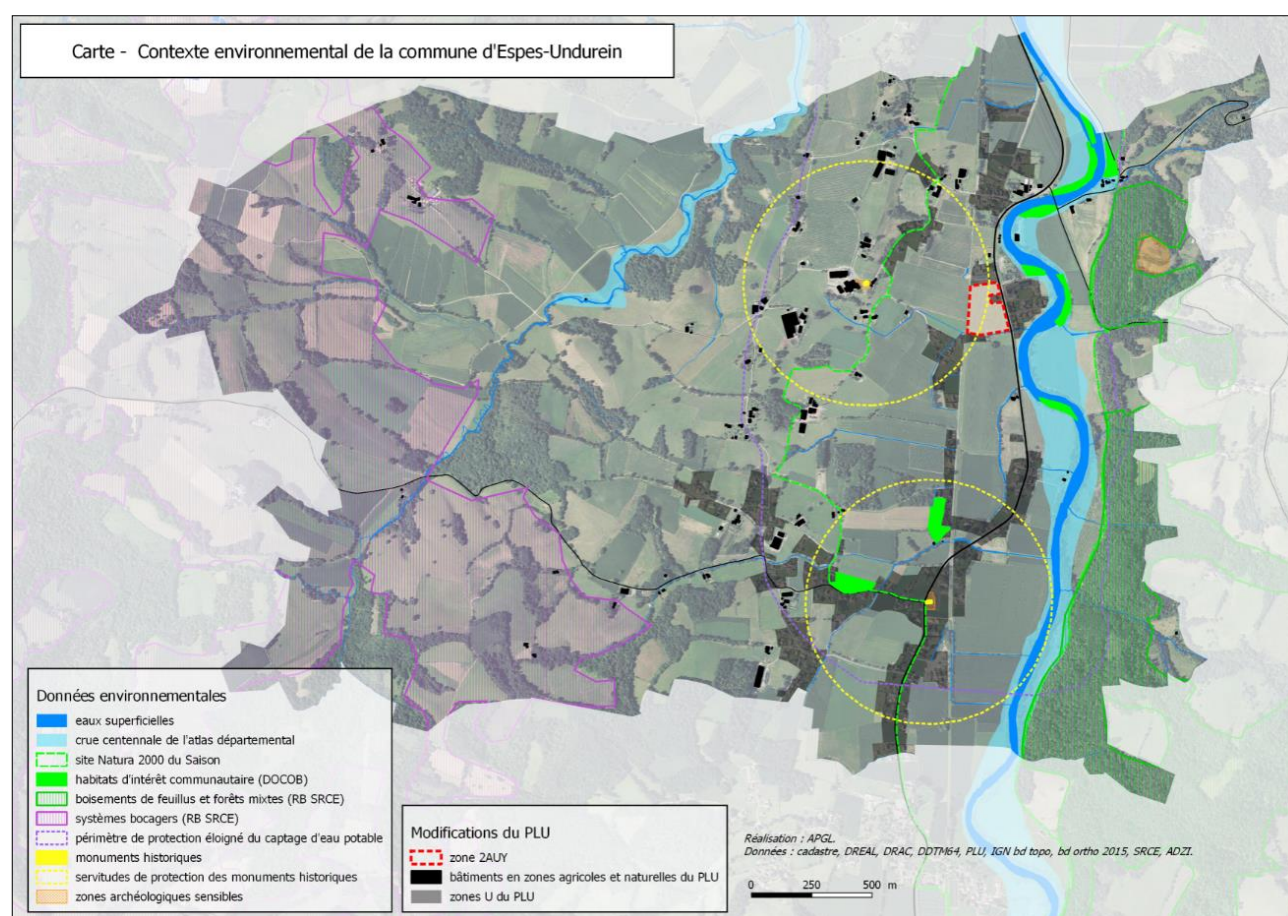 Carte - Contexte environnemental de la commune d'Espes-Undurein
Données environnementales
eaux superficielles
crue centennale de l'atlas départemental
site Natura 2000 du Saison
habitats d'intérêt communautaire (DOCOB)
boisements de feuillus et forêts mixtes (RB SRCE)
systèmes bocagers (RB SRCE)
périmètre de protection éloigné du captage d'eau potable
monuments historiques
servitudes de protection des monuments historiques
zones archéologiques sensibles
Modifications du PLU
zone 2AUY
bâtiments en zones agricoles et naturelles du PLU
zones U du PLU
Réalisation : APGL.
Données : cadastre, DREAL, DRAC, DDTM64, PLU, IGN bd topo, bd ortho 2015, SRCE, ADZI.
0 250 500 m